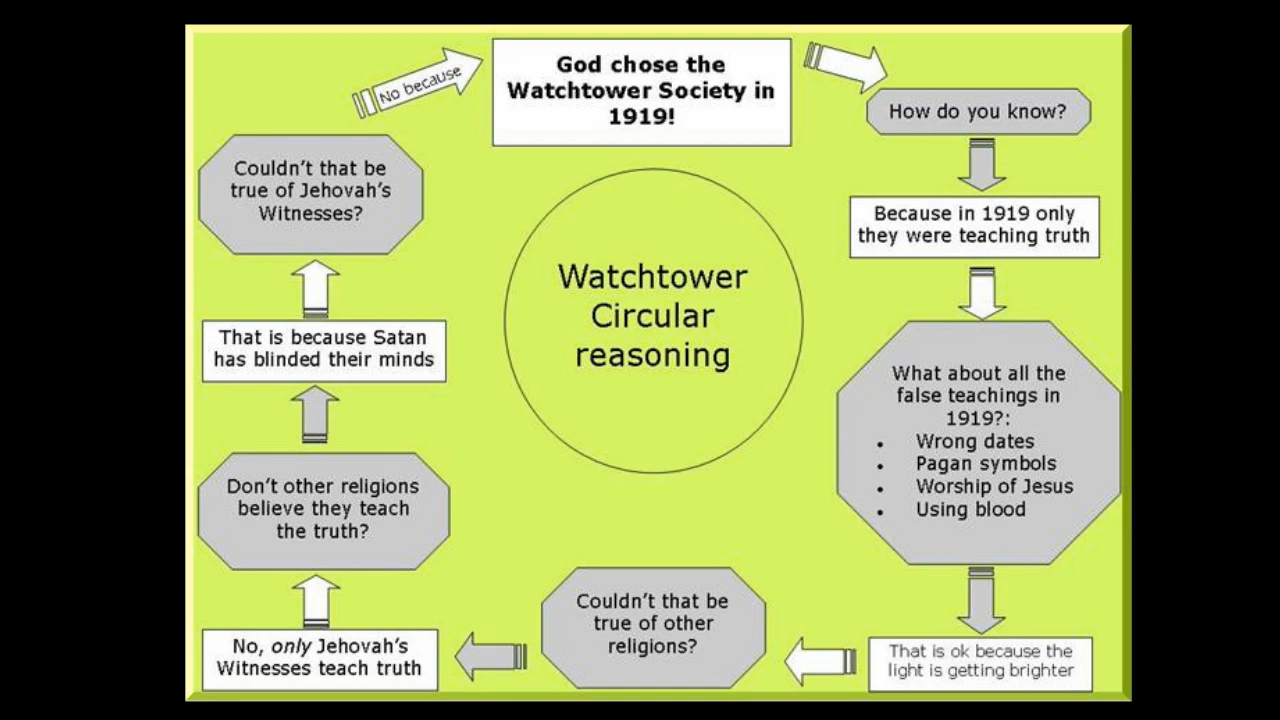 God chose the
Watchtower Society in
1919!
How do you know?
Because in 1919 only
they were teaching truth
What about all the
false teachings in
1919?:
• Wrong dates
• Pagan symbols
• Worship of Jesus
• Using blood
That is ok because the
light is getting brighter
Couldn't that be
true of other
religions?
No, only Jehovah's
Witnesses teach truth
Don't other religions
believe they teach
the truth?
That is because Satan
has blinded their minds
Couldn't that be
true of Jehovah's
Witnesses?
No because
Watchtower
Circular
reasoning